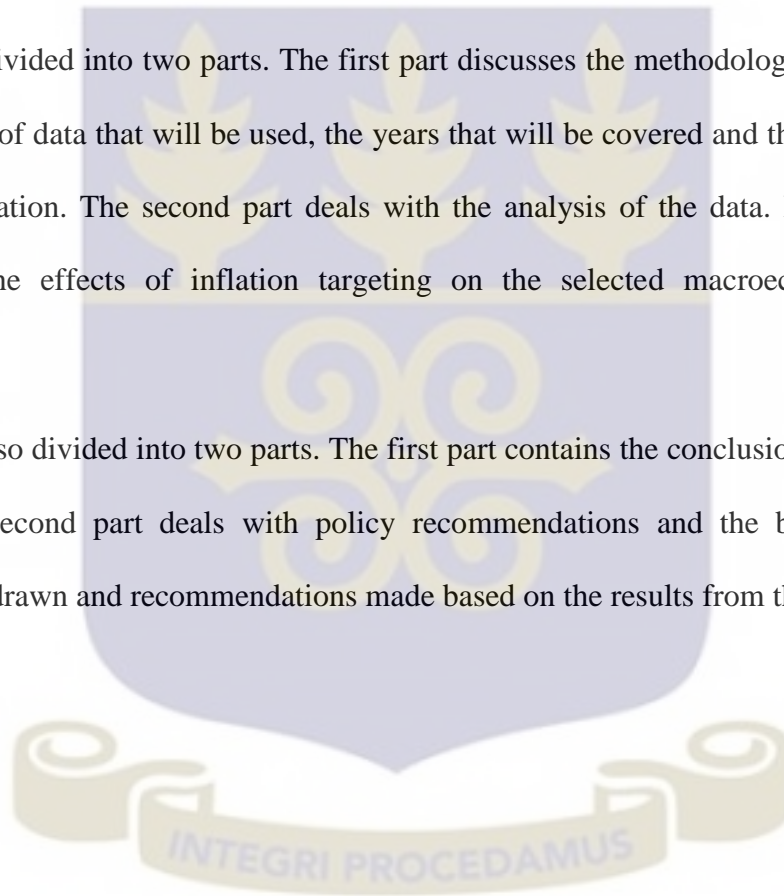 divided into two parts. The first part discusses the methodolog
of data that will be used, the years that will be covered and th
ation. The second part deals with the analysis of the data.
he effects of inflation targeting on the selected macroec
so divided into two parts. The first part contains the conclusio
second part deals with policy recommendations and the b
drawn and recommendations made based on the results from th
INTEGRI PROCEDAMUS